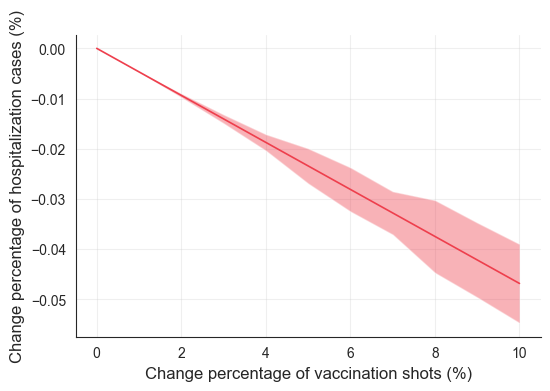 Change percentage of hospitalization cases (%)
0.00
−0.01
−0.02
−0.03
−0.04
−0.05
0 2 4 6 8 10
Change percentage of vaccination shots (%)